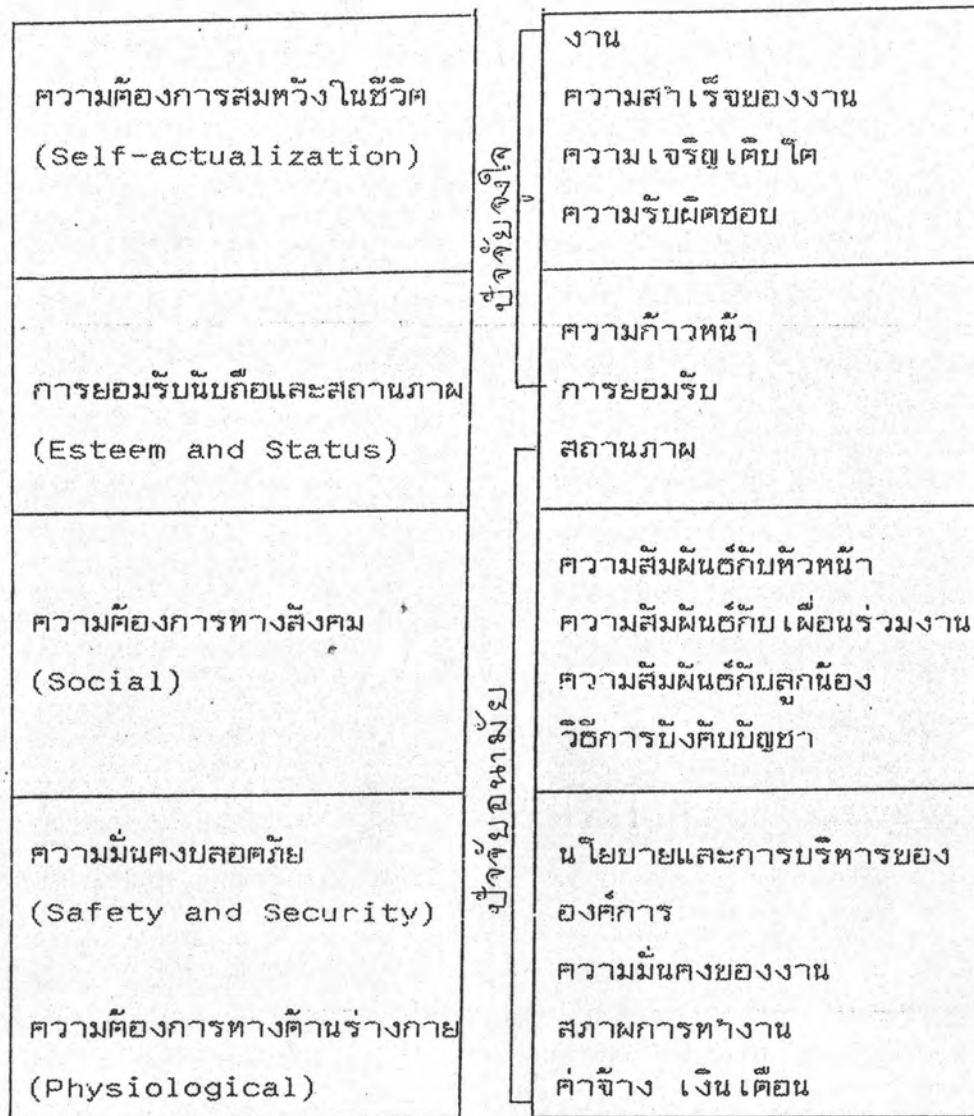 ความต้องการสมหวังในชีวิต
(Self-actualization)
การยอมรับนับถือและสถานภาพ
(Esteem and Status)
ความต้องการทางสังคม
(Social)
ความมั่นคงปลอดภัย
(Safety and Security)
ความต้องการทางด้านร่างกาย
(Physiological)
ปัจจัยจูงใจ
ปัจจัยอนามัย
งาน
ความสำเร็จของงาน
ความเจริญเติบโต
ความรับผิดชอบ
ความก้าวหน้า
การยอมรับ
สถานภาพ
ความสัมพันธ์กับหัวหน้า
ความสัมพันธ์กับเพื่อนร่วมงาน
ความสัมพันธ์กับลูกน้อง
วิธีการบังคับบัญชา
นโยบายและการบริหารของ
องค์การ
ความมั่นคงของงาน
สภาพการทำงาน
ค่าจ้าง เงินเดือน